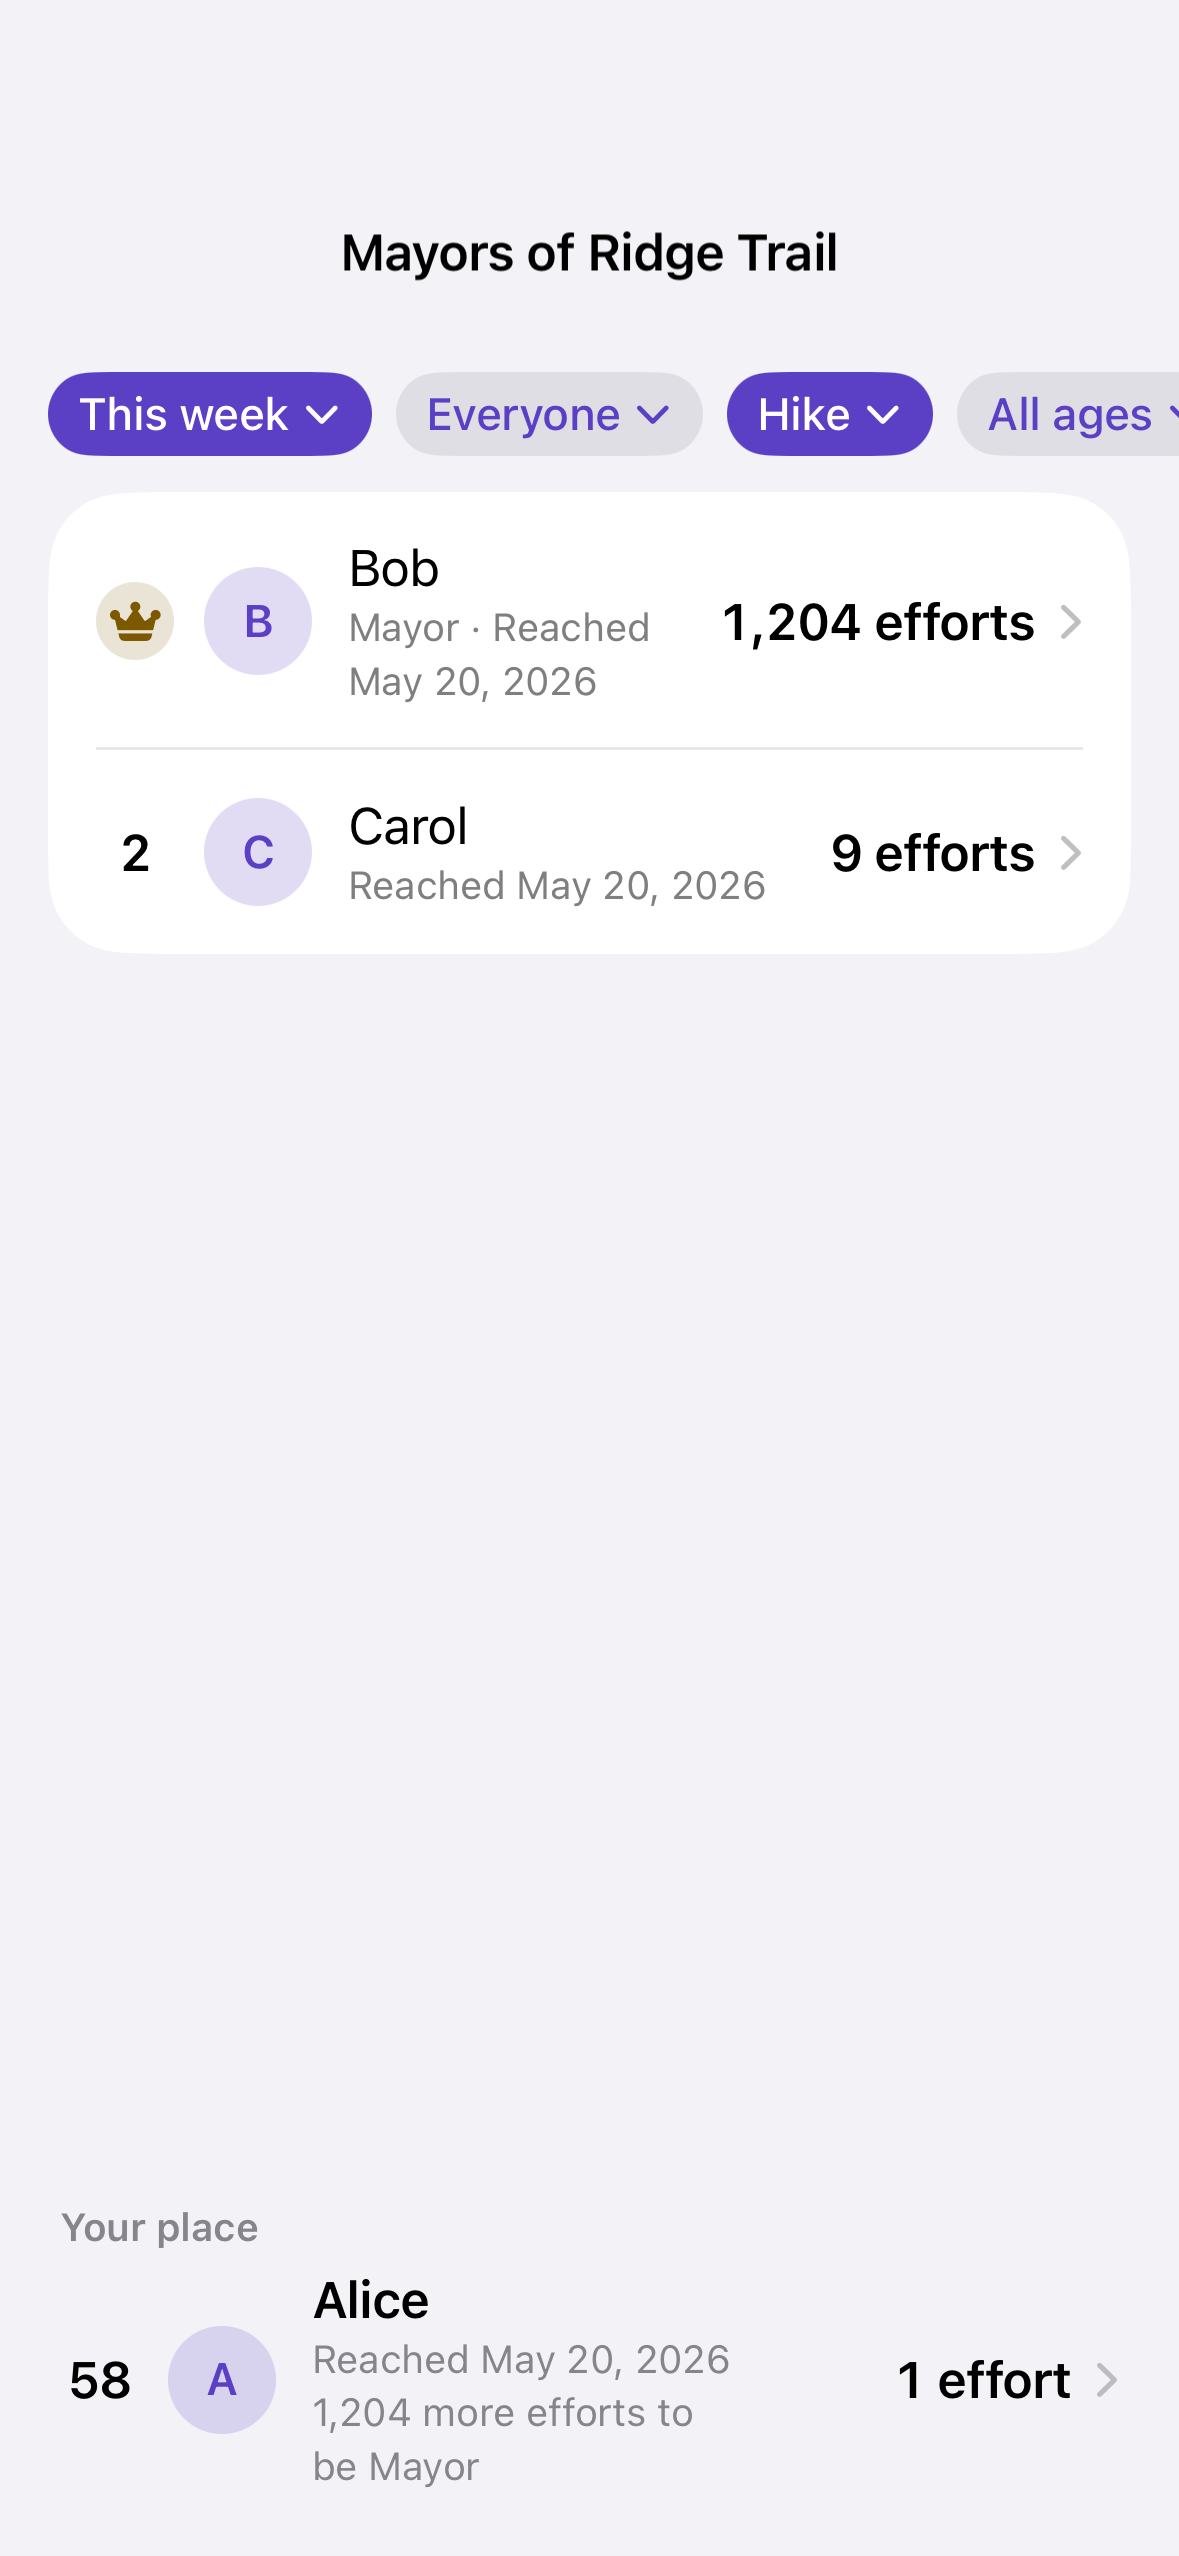 Mayors of Ridge Trail
This week
Everyone
Hike
All ages
B
Bob
Mayor · Reached
May 20, 2026
1,204 efforts
2
C
Carol
Reached May 20, 2026
9 efforts
Your place
58
A
Alice
Reached May 20, 2026
1,204 more efforts to
be Mayor
1 effort